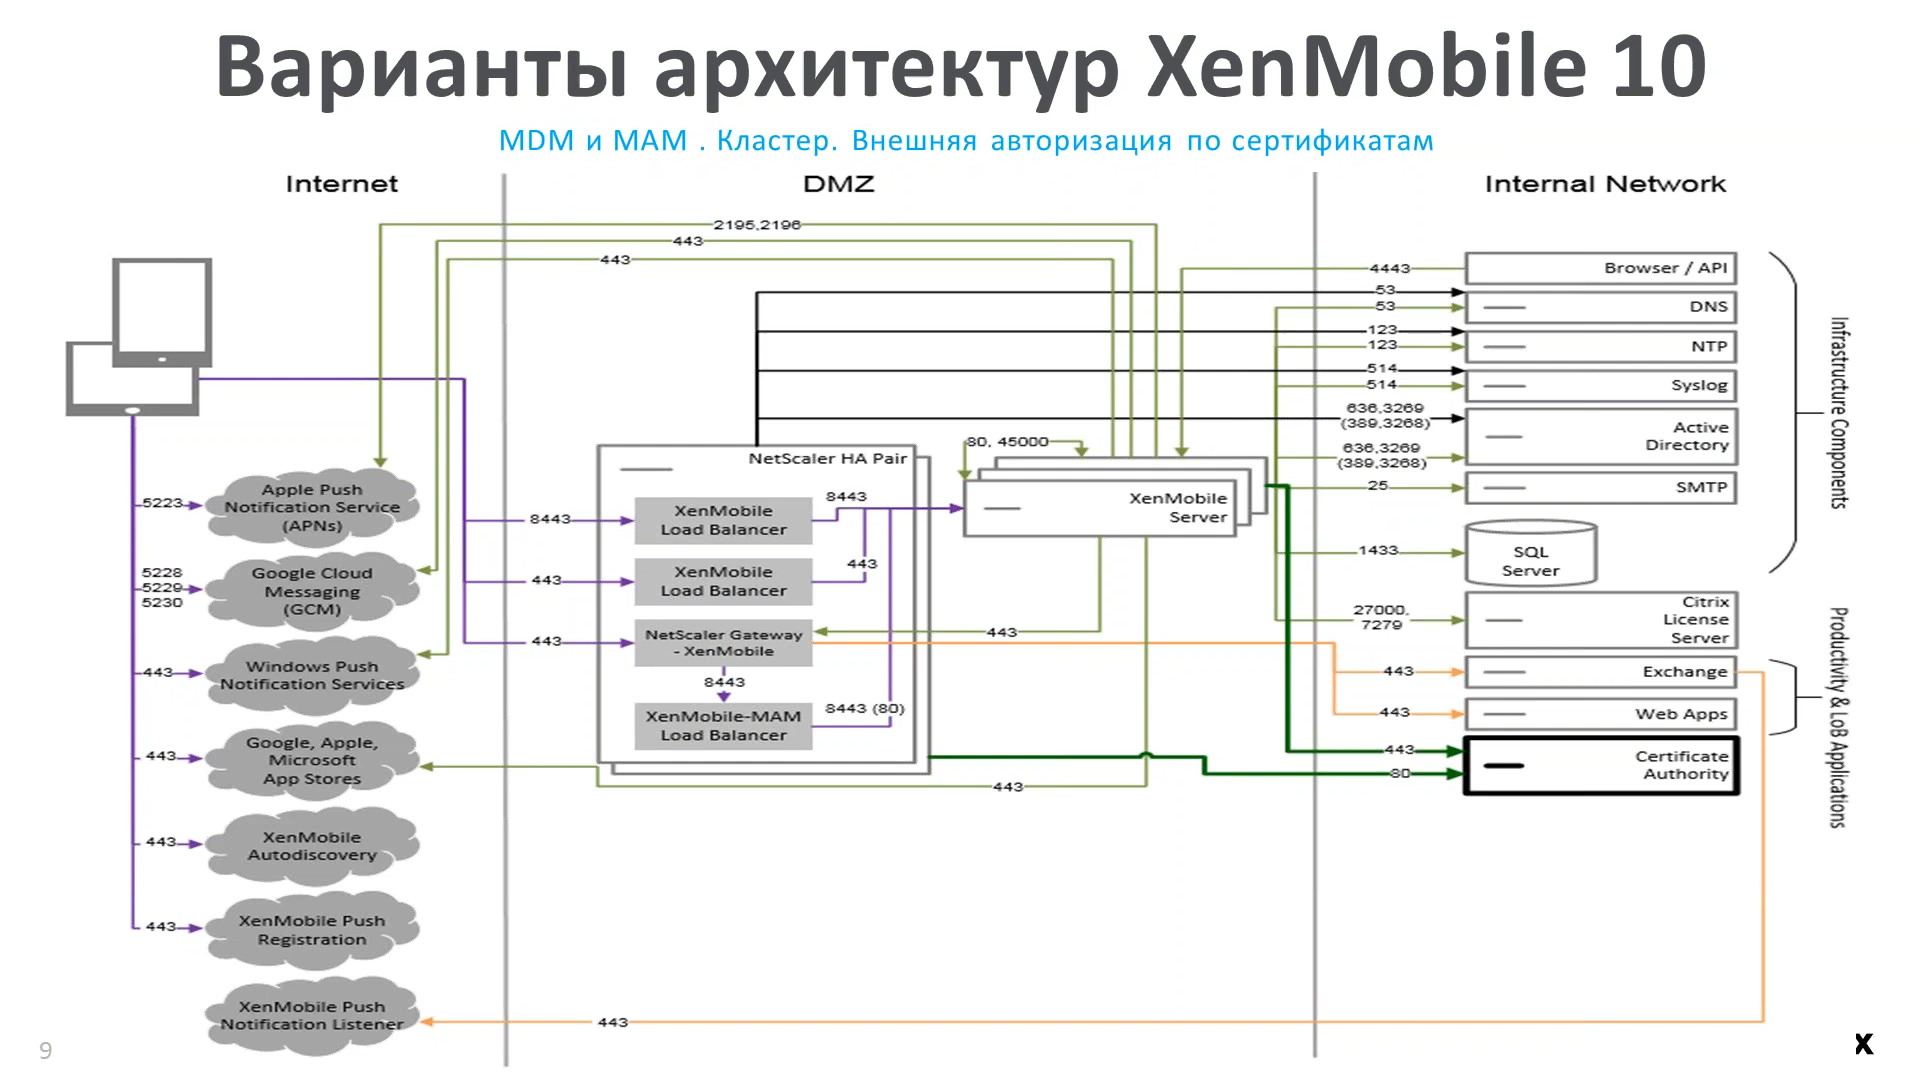 Варианты архитектур XenMobile 10
MDM и MAM . Кластер. Внешняя авторизация по сертификатам
Internet
DMZ
Internal Network
2195,2196
443
443
4443
Browser / API
53
53
DNS
123
123
NTP
514
514
Syslog
636,3269
(389,3268)
636,3269
(389,3268)
Active
Directory
25
SMTP
1433
SQL
Server
27000,
7279
Citrix
License
Server
443
Exchange
443
Web Apps
443
80
Certificate
Authority
Infrastructure Components
Productivity & LoB Applications
NetScaler HA Pair
8443
XenMobile
Load Balancer
8443
443
XenMobile
Load Balancer
443
443
NetScaler Gateway
- XenMobile
443
8443
XenMobile-MAM
Load Balancer
8443 (80)
80, 45000
XenMobile
Server
443
5223
Apple Push
Notification Service
(APNs)
5228
5229
5230
Google Cloud
Messaging
(GCM)
443
Windows Push
Notification Services
443
Google, Apple,
Microsoft
App Stores
443
XenMobile
Autodiscovery
443
XenMobile Push
Registration
XenMobile Push
Notification Listener
443
9
X